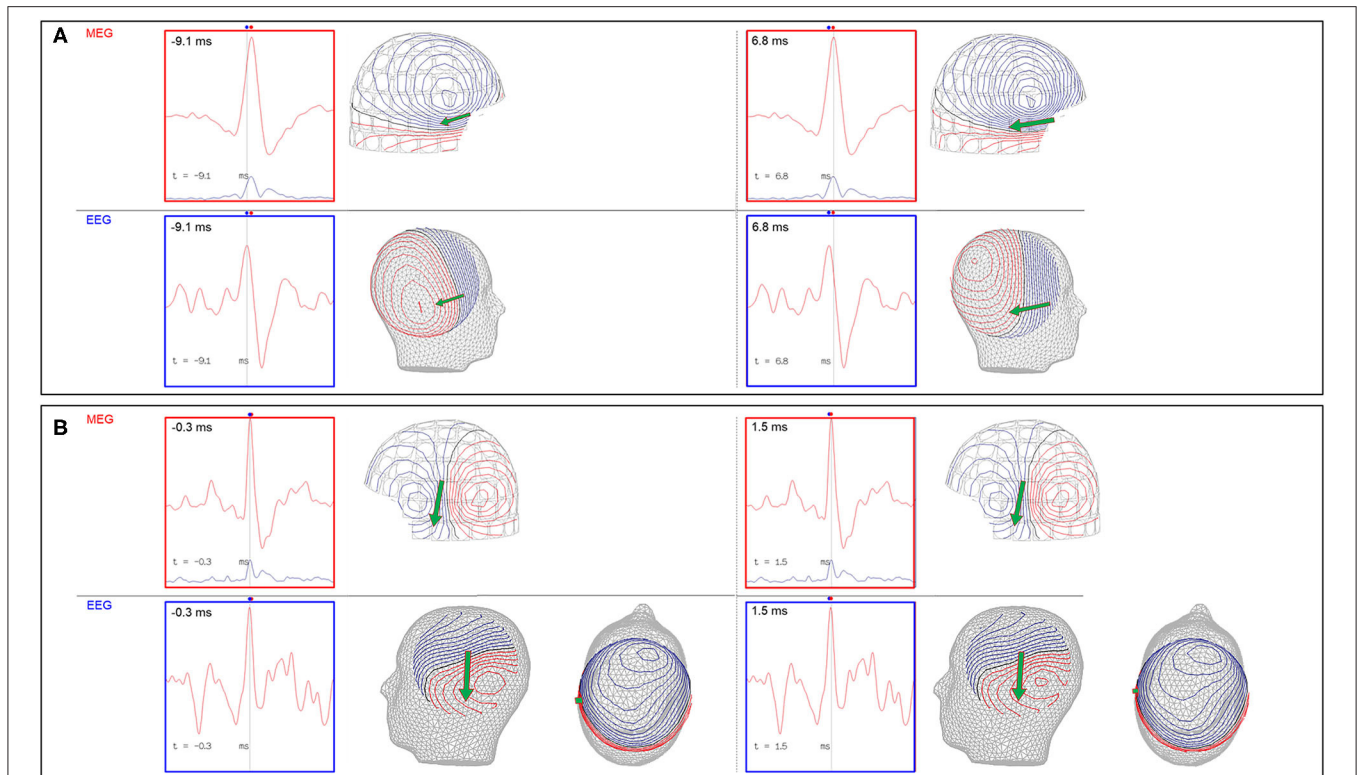 A
MEG
-9.1 ms
t = -9.1 ms
6.8 ms
t = 6.8 ms
EEG
-9.1 ms
t = -9.1 ms
6.8 ms
t = 6.8 ms
B
MEG
-0.3 ms
t = -0.3 ms
1.5 ms
t = 1.5 ms
EEG
-0.3 ms
t = -0.3 ms
1.5 ms
t = 1.5 ms